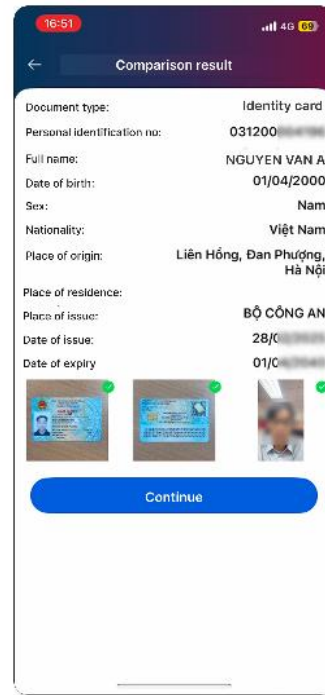 16:51
4G 69
Comparison result
Document type: Identity card
Personal identification no: 031200
Full name: NGUYEN VAN A
Date of birth: 01/04/2000
Sex: Nam
Nationality: Việt Nam
Place of origin: Liên Hồng, Đan Phượng,
Hà Nội
Place of residence:
Place of issue: BỘ CÔNG AN
Date of issue: 28/0
Date of expiry 01/0
Continue